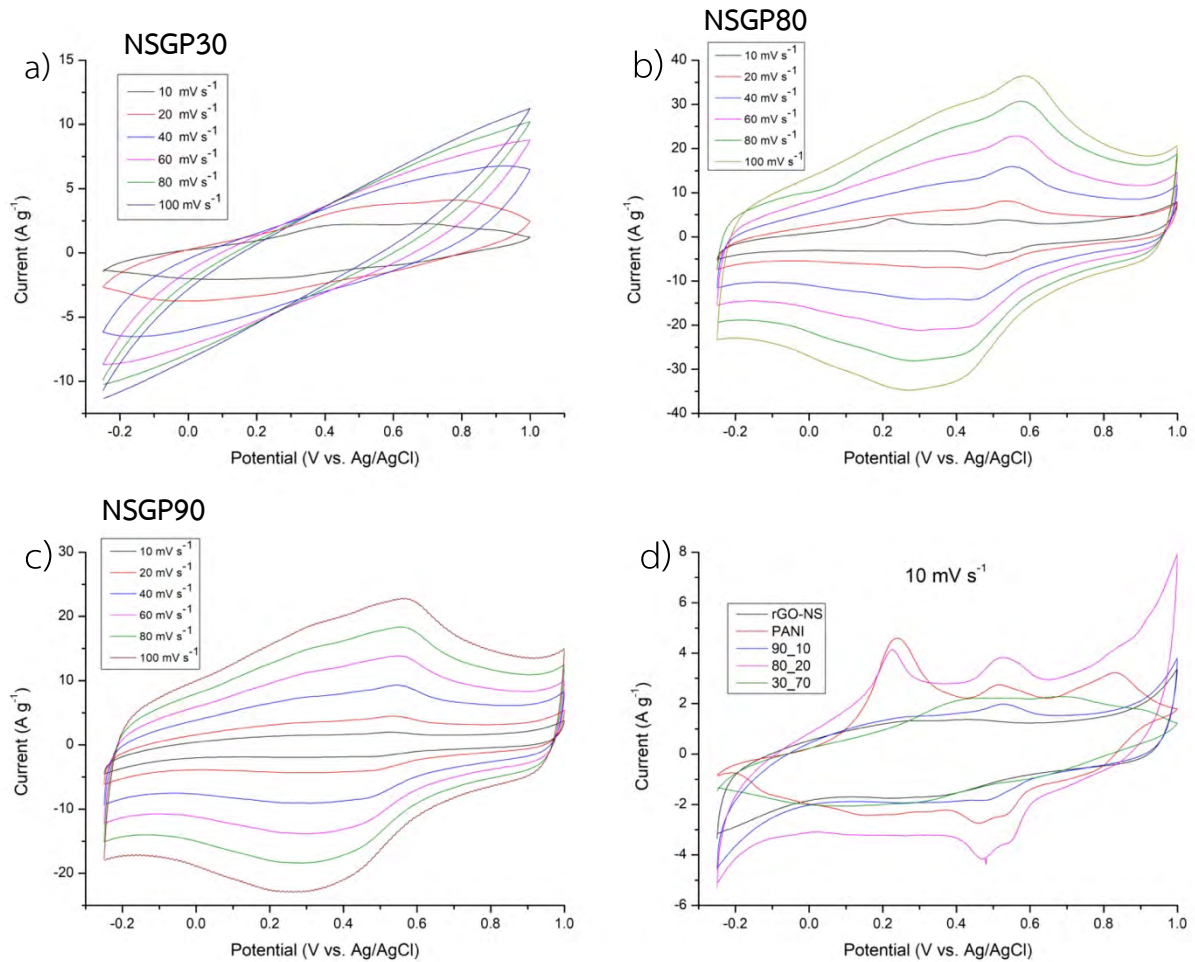 NSGP30
a)
10 mV s⁻¹
20 mV s⁻¹
40 mV s⁻¹
60 mV s⁻¹
80 mV s⁻¹
100 mV s⁻¹
15
10
5
0
-5
-10
Current (A g⁻¹)
-0.2 0.0 0.2 0.4 0.6 0.8 1.0
Potential (V vs. Ag/AgCl)
NSGP80
b)
10 mV s⁻¹
20 mV s⁻¹
40 mV s⁻¹
60 mV s⁻¹
80 mV s⁻¹
100 mV s⁻¹
50
40
30
20
10
0
-10
-20
-30
-40
Current (A g⁻¹)
-0.2 0.0 0.2 0.4 0.6 0.8 1.0
Potential (V vs. Ag/AgCl)
NSGP90
c)
10 mV s⁻¹
20 mV s⁻¹
40 mV s⁻¹
60 mV s⁻¹
80 mV s⁻¹
100 mV s⁻¹
30
20
10
0
-10
-20
Current (A g⁻¹)
-0.2 0.0 0.2 0.4 0.6 0.8 1.0
Potential (V vs. Ag/AgCl)
d)
10 mV s⁻¹
rGO-NS
PANI
90_10
80_20
30_70
8
6
4
2
0
-2
-4
-6
Current (A g⁻¹)
-0.2 0.0 0.2 0.4 0.6 0.8 1.0
Potential (V vs. Ag/AgCl)